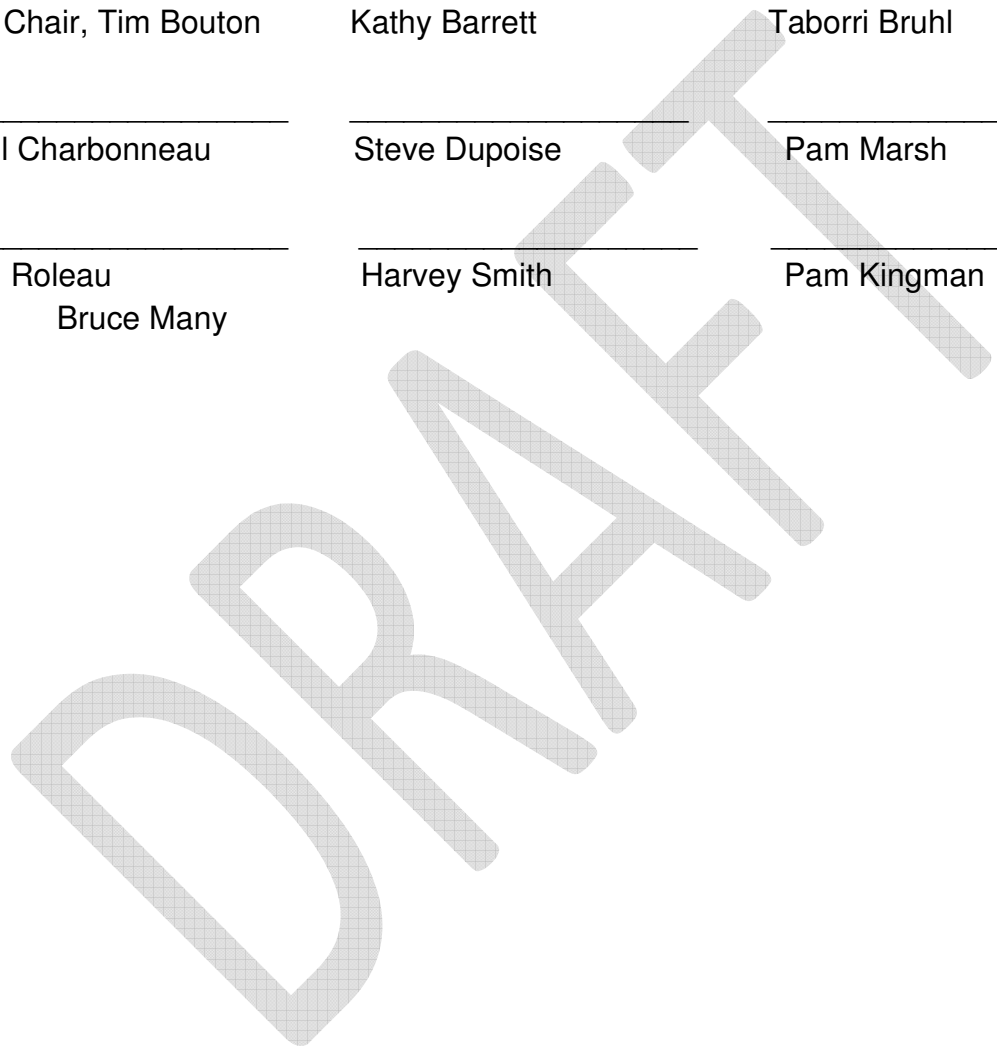 Chair, Tim Bouton Kathy Barrett Taborri Bruhl
l Charbonneau Steve Dupoise Pam Marsh
Roleau Harvey Smith Pam Kingman
Bruce Many
DRAFT